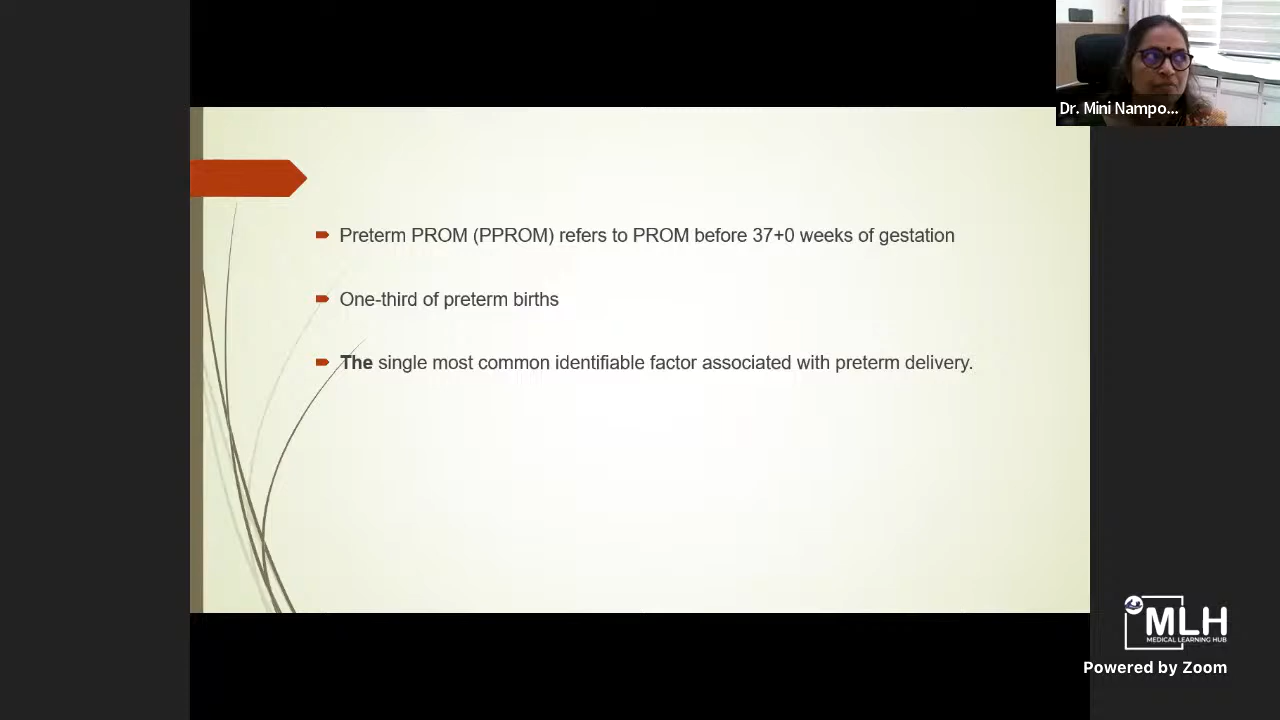 Dr. Mini Nampo...
Preterm PROM (PPROM) refers to PROM before 37+0 weeks of gestation
One-third of preterm births
The single most common identifiable factor associated with preterm delivery.
MLH
MEDICAL LEARNING HUB
Powered by Zoom